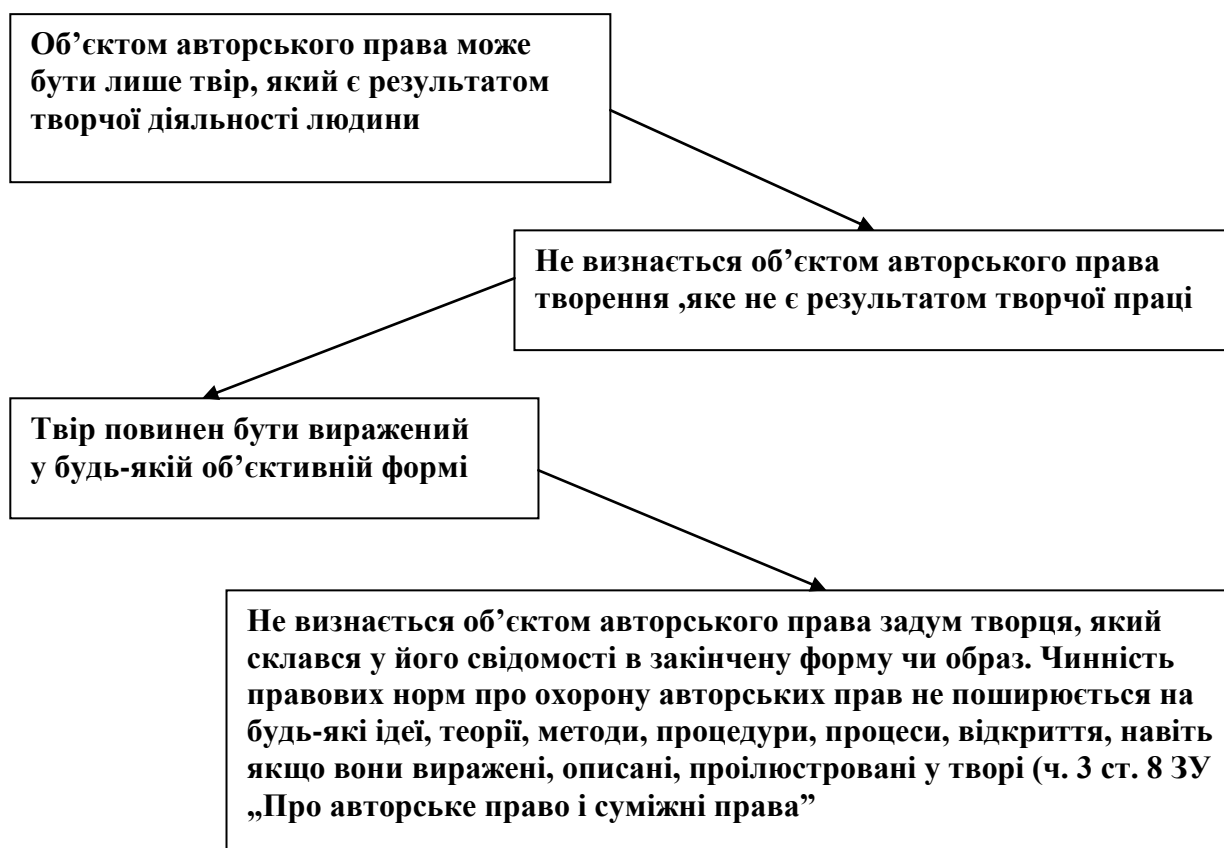 Об’єктом авторського права може
бути лише твір, який є результатом
творчої діяльності людини
Не визнається об’єктом авторського права
творення ,яке не є результатом творчої праці
Твір повинен бути виражений
у будь-якій об’єктивній формі
Не визнається об’єктом авторського права задум творця, який
склався у його свідомості в закінчену форму чи образ. Чинність
правових норм про охорону авторських прав не поширюється на
будь-які ідеї, теорії, методи, процедури, процеси, відкриття, навіть
якщо вони виражені, описані, проілюстровані у творі (ч. 3 ст. 8 ЗУ
„Про авторське право і суміжні права”